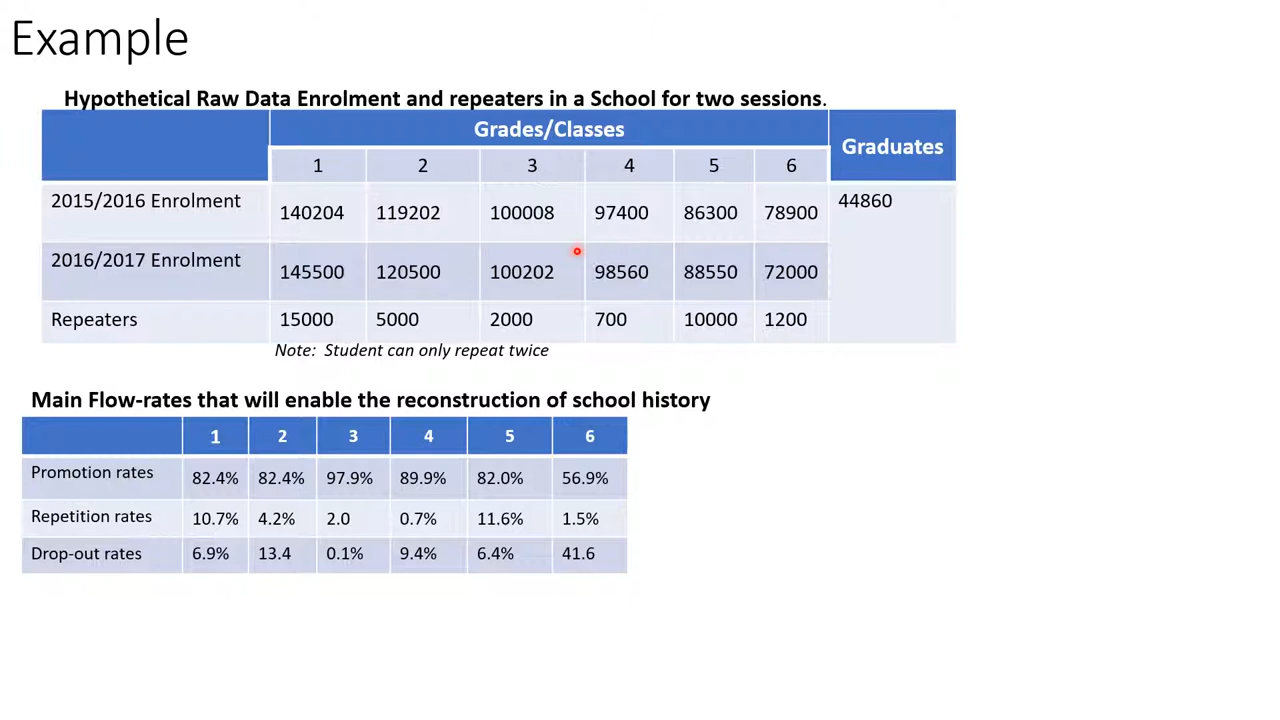 Example
Hypothetical Raw Data Enrolment and repeaters in a School for two sessions.
Grades/Classes Graduates
1 2 3 4 5 6
2015/2016 Enrolment 140204 119202 100008 97400 86300 78900 44860
2016/2017 Enrolment 145500 120500 100202 98560 88550 72000
Repeaters 15000 5000 2000 700 10000 1200
Note: Student can only repeat twice
Main Flow-rates that will enable the reconstruction of school history
1 2 3 4 5 6
Promotion rates 82.4% 82.4% 97.9% 89.9% 82.0% 56.9%
Repetition rates 10.7% 4.2% 2.0 0.7% 11.6% 1.5%
Drop-out rates 6.9% 13.4 0.1% 9.4% 6.4% 41.6